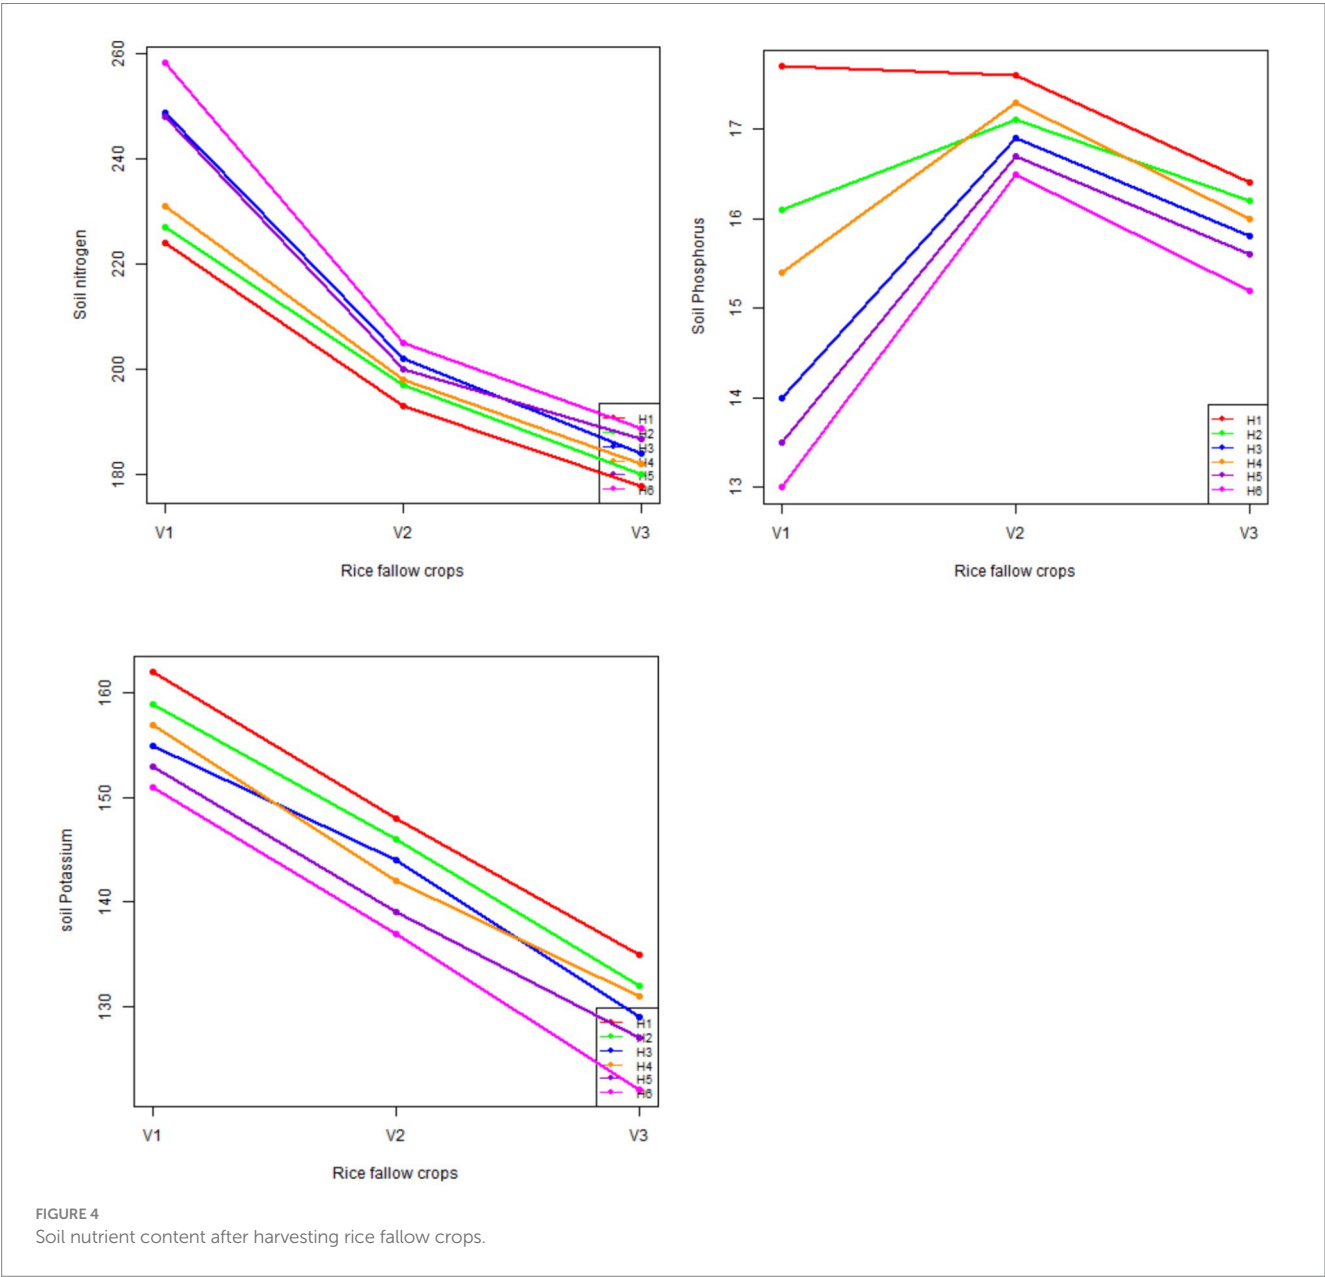 260
240
220
200
180
Soil nitrogen
H1
H2
H3
H4
H5
H6
V1 V2 V3
Rice fallow crops
17
16
15
14
13
Soil Phosphorus
H1
H2
H3
H4
H5
H6
V1 V2 V3
Rice fallow crops
160
150
140
130
soil Potassium
H1
H2
H3
H4
H5
H6
V1 V2 V3
Rice fallow crops
FIGURE 4
Soil nutrient content after harvesting rice fallow crops.